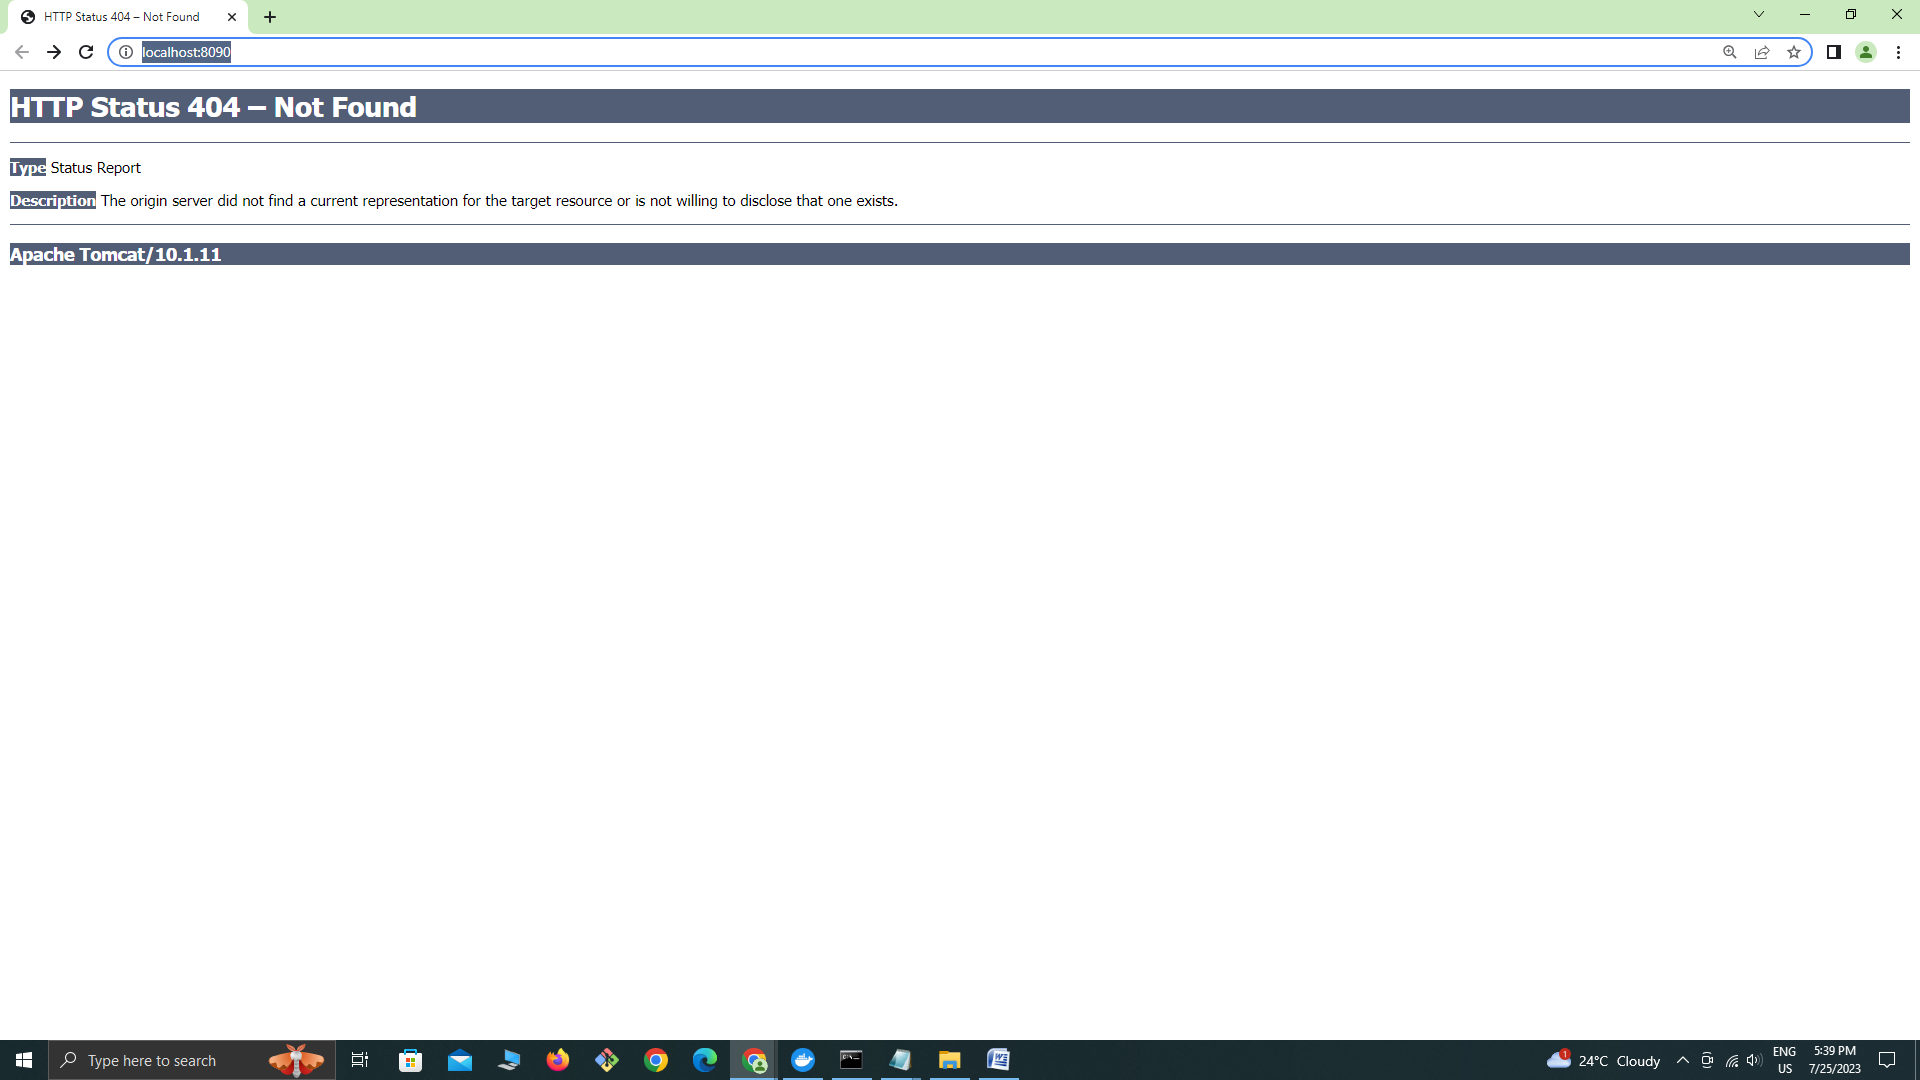 HTTP Status 404 – Not Found
localhost:8090
HTTP Status 404 – Not Found
Type Status Report
Description The origin server did not find a current representation for the target resource or is not willing to disclose that one exists.
Apache Tomcat/10.1.11
Type here to search
1
24°C Cloudy
ENG
US
5:39 PM
7/25/2023